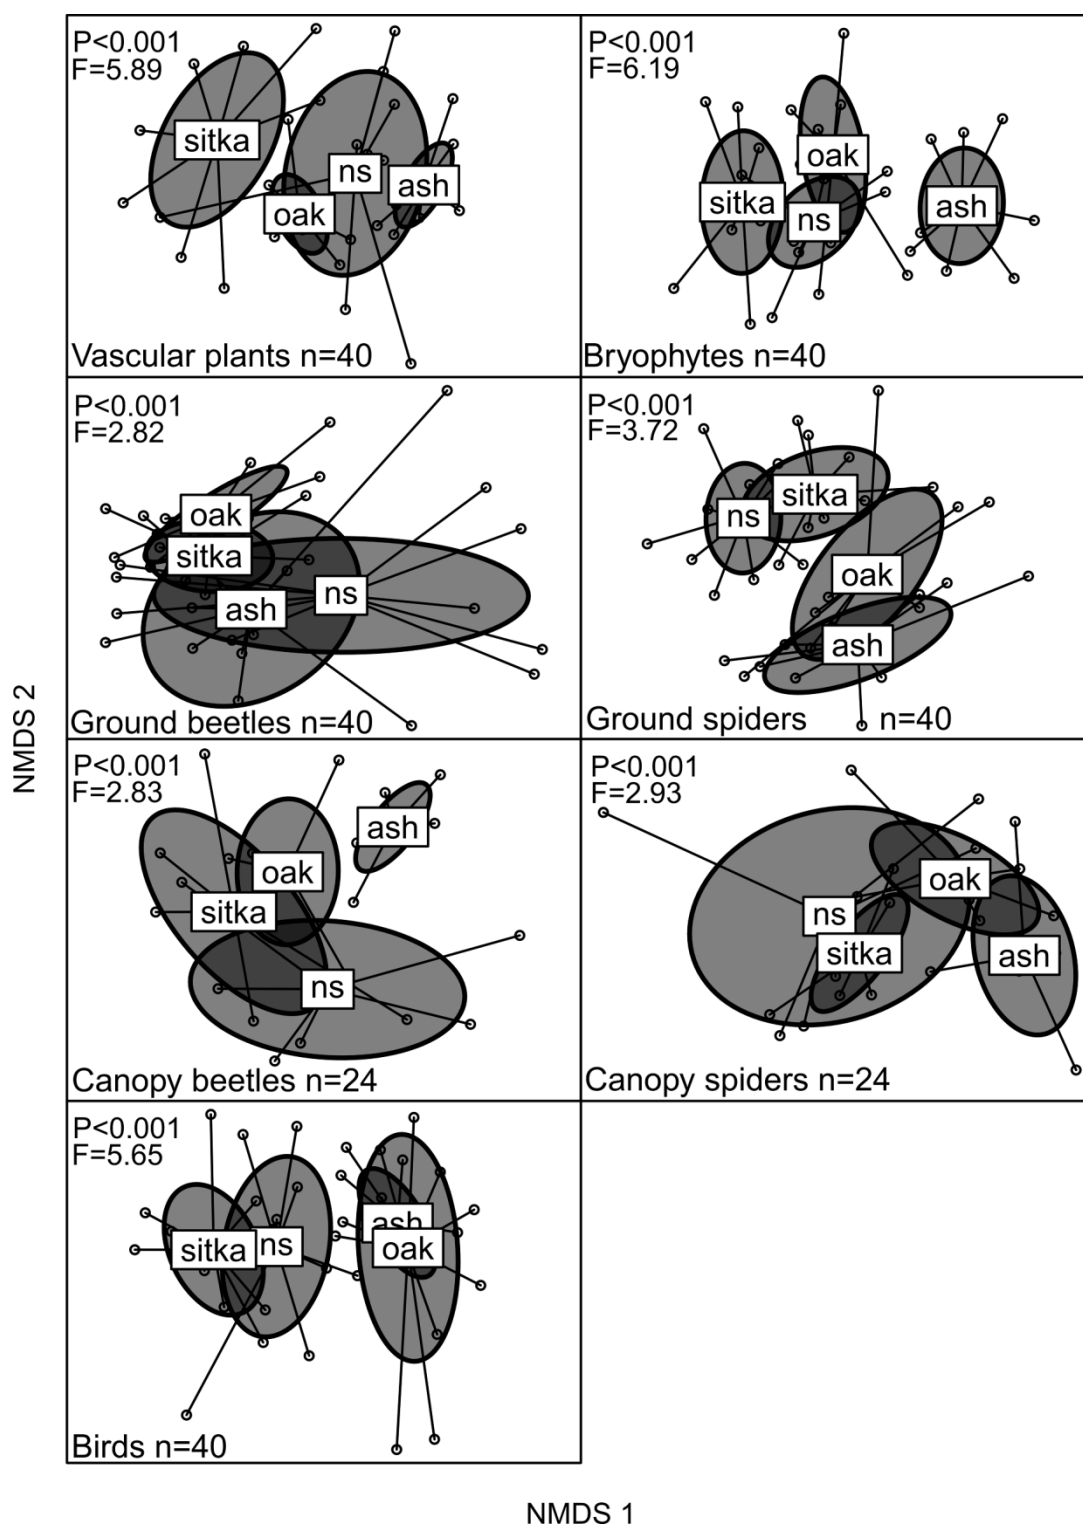 P<0.001
F=5.89
sitka
ns
ash
oak
Vascular plants n=40
P<0.001
F=6.19
oak
sitka
ns
ash
Bryophytes n=40
P<0.001
F=2.82
oak
sitka
ns
ash
Ground beetles n=40
P<0.001
F=3.72
sitka
ns
oak
ash
Ground spiders n=40
P<0.001
F=2.83
ash
oak
sitka
ns
Canopy beetles n=24
P<0.001
F=2.93
oak
ns
sitka
ash
Canopy spiders n=24
P<0.001
F=5.65
ash
sitka
ns
oak
Birds n=40
NMDS 2
NMDS 1